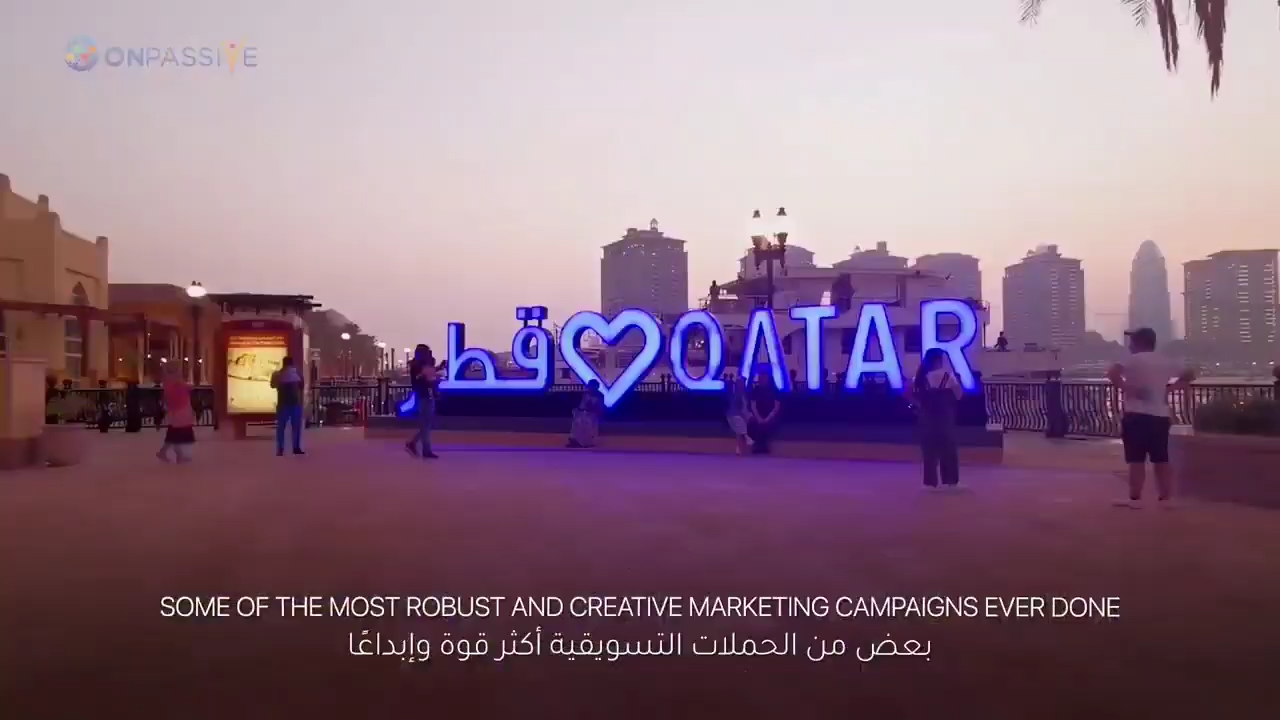 ONPASSIVE
قطر QATAR
SOME OF THE MOST ROBUST AND CREATIVE MARKETING CAMPAIGNS EVER DONE
بعض من الحملات التسويقية أكثر قوة وإبداعًا